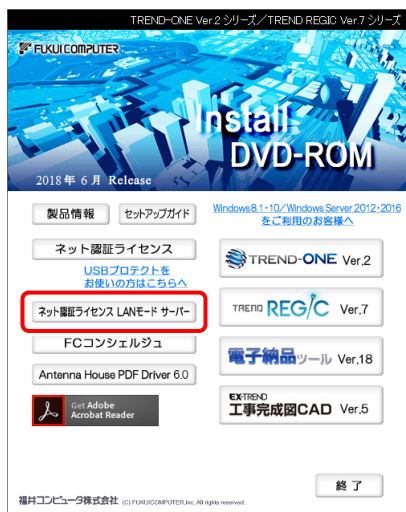 TREND-ONE Ver.2 シリーズ／TREND REGIC Ver.7 シリーズ
FUKUI COMPUTER
Install
DVD-ROM
2018年 6月 Release
製品情報
セットアップガイド
Windows8.1・10／Windows Server 2012・2016
をご利用のお客様へ
ネット認証ライセンス
USBプロテクトを
お使いの方はこちらへ
TREND-ONE Ver.2
ネット認証ライセンス LANモード サーバー
TREND REGIC Ver.7
FCコンシェルジュ
電子納品ツール Ver.18
Antenna House PDF Driver 6.0
Get Adobe
Acrobat Reader
EX-TREND
工事完成図CAD Ver.5
終了
福井コンピュータ株式会社 (C) FUKUICOMPUTER,Inc. All rights reserved.